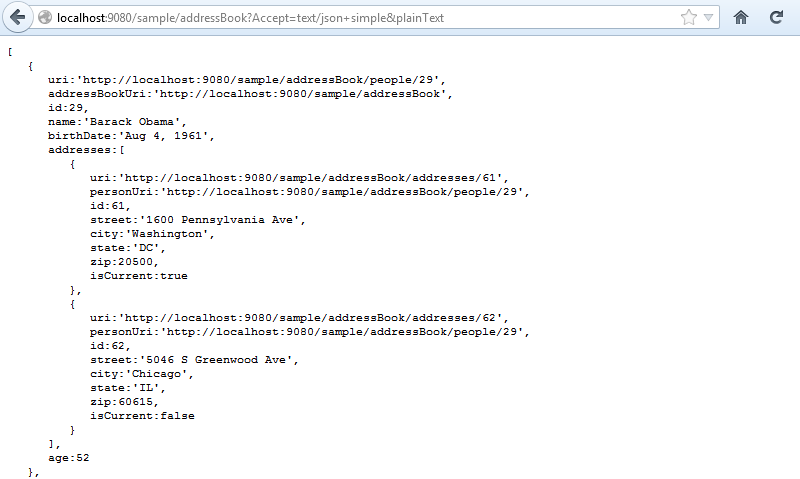 localhost:9080/sample/addressBook?Accept=text/json+simple&plainText
[
{
uri:'http://localhost:9080/sample/addressBook/people/29',
addressBookUri:'http://localhost:9080/sample/addressBook',
id:29,
name:'Barack Obama',
birthDate:'Aug 4, 1961',
addresses:[
{
uri:'http://localhost:9080/sample/addressBook/addresses/61',
personUri:'http://localhost:9080/sample/addressBook/people/29',
id:61,
street:'1600 Pennsylvania Ave',
city:'Washington',
state:'DC',
zip:20500,
isCurrent:true
},
{
uri:'http://localhost:9080/sample/addressBook/addresses/62',
personUri:'http://localhost:9080/sample/addressBook/people/29',
id:62,
street:'5046 S Greenwood Ave',
city:'Chicago',
state:'IL',
zip:60615,
isCurrent:false
}
],
age:52
},